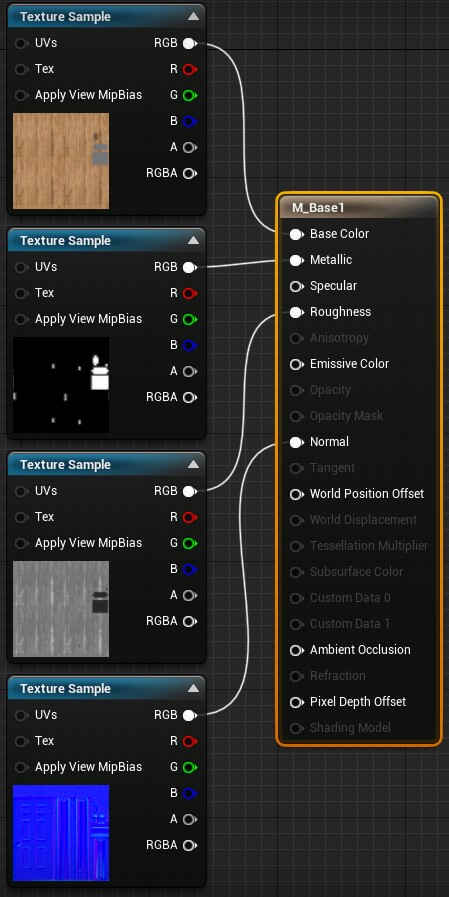 Texture Sample
UVs RGB
Tex R
Apply View MipBias G
B
A
RGBA
Texture Sample
UVs RGB
Tex R
Apply View MipBias G
B
A
RGBA
Texture Sample
UVs RGB
Tex R
Apply View MipBias G
B
A
RGBA
Texture Sample
UVs RGB
Tex R
Apply View MipBias G
B
A
RGBA
M_Base1
Base Color
Metallic
Specular
Roughness
Anisotropy
Emissive Color
Opacity
Opacity Mask
Normal
Tangent
World Position Offset
World Displacement
Tessellation Multiplier
Subsurface Color
Custom Data 0
Custom Data 1
Ambient Occlusion
Refraction
Pixel Depth Offset
Shading Model